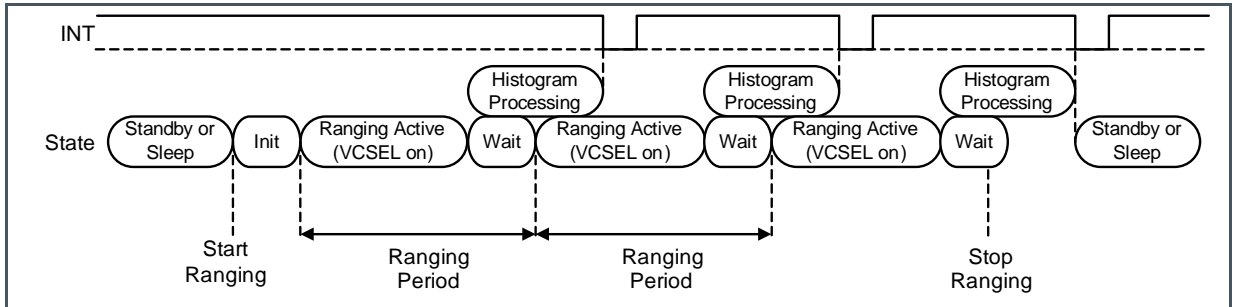 INT
Histogram
Processing
Histogram
Processing
Histogram
Processing
State
Standby or
Sleep
Init
Ranging Active
(VCSEL on)
Wait
Ranging Active
(VCSEL on)
Wait
Ranging Active
(VCSEL on)
Wait
Standby or
Sleep
Start
Ranging
Ranging
Period
Ranging
Period
Stop
Ranging